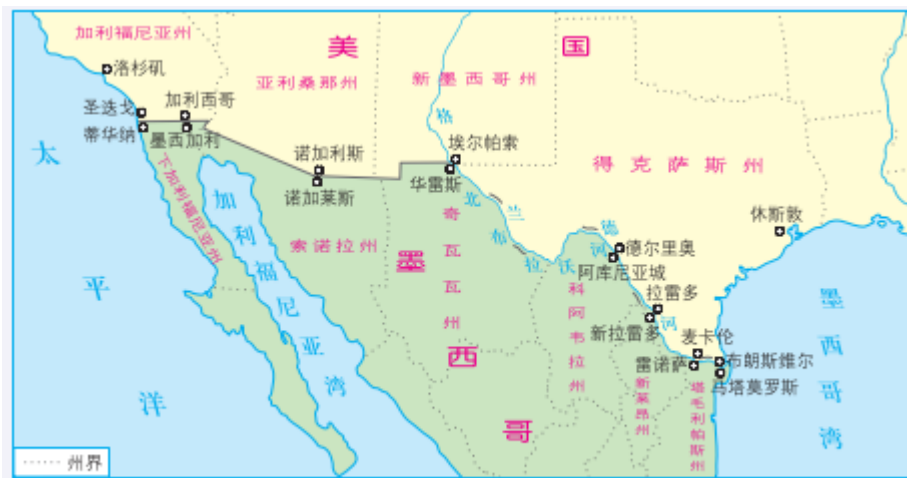 加利福尼亚州
美国
洛杉矶
亚利桑那州
新墨西哥州
圣迭戈
加利西哥
格兰德河
蒂华纳
墨西加利
太平洋
诺加利斯
埃尔帕索
得克萨斯州
下加利福尼亚州
加利福尼亚湾
诺加莱斯
华雷斯
北布拉沃河
休斯敦
索诺拉州
墨西哥
奇瓦瓦州
德尔里奥
阿库尼亚城
科阿韦拉州
拉雷多
新拉雷多
墨西哥湾
麦卡伦
雷诺萨
布朗斯维尔
马塔莫罗斯
新莱昂州
塔毛利帕斯州
州界